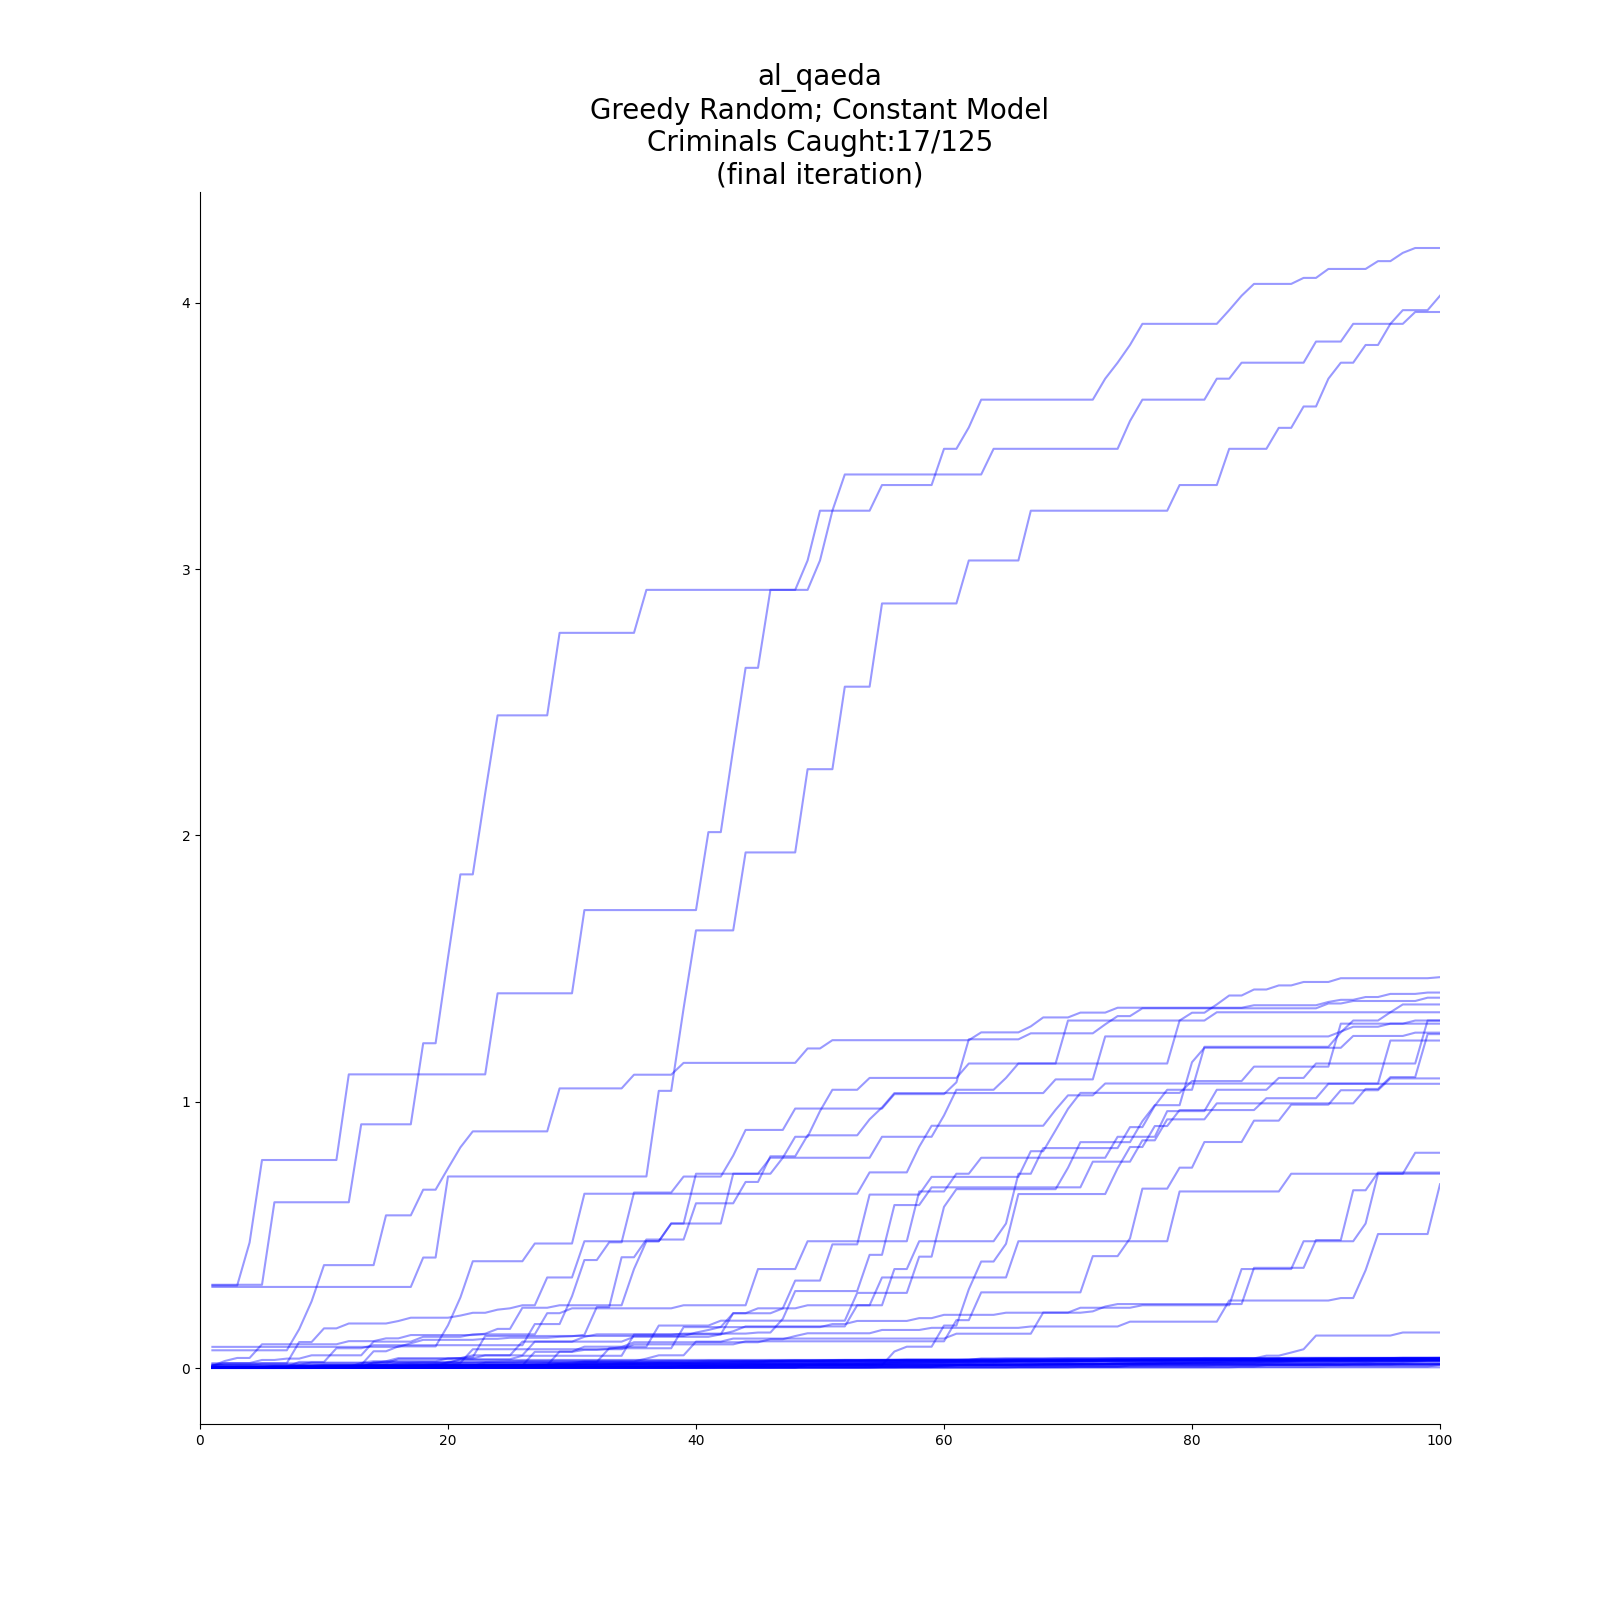 al_qaeda
Greedy Random; Constant Model
Criminals Caught:17/125
(final iteration)
4
3
2
1
0
0 20 40 60 80 100